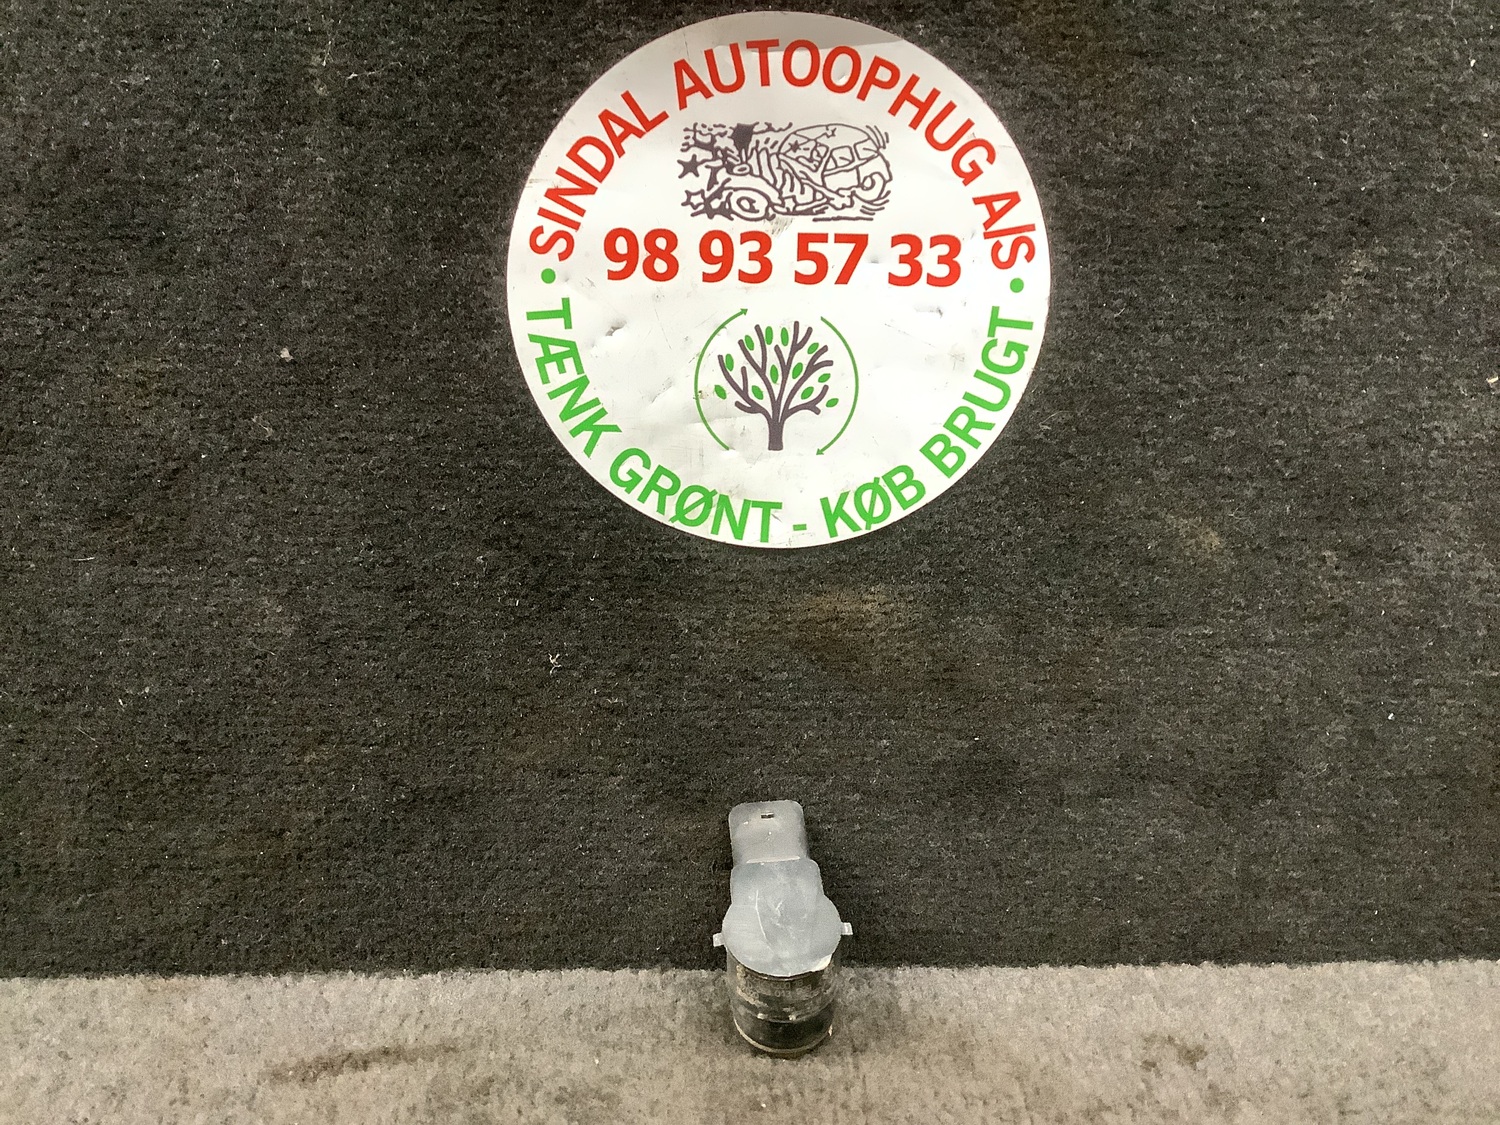 SINDAL AUTOOPHUG A/S
98 93 57 33
TÆNK GRØNT - KØB BRUGT